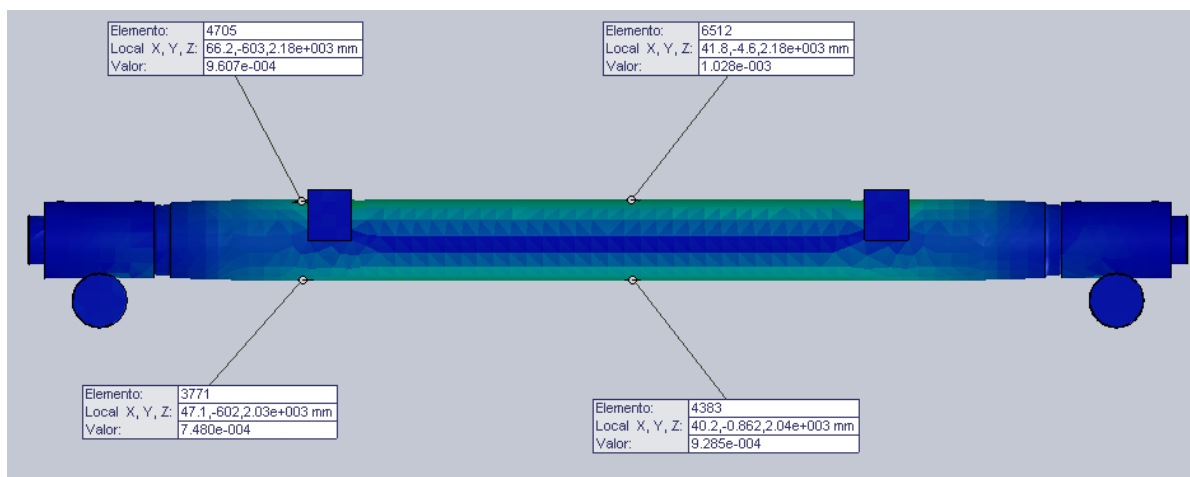 Elemento: 4705
Local X, Y, Z: 66.2,-603,2.18e+003 mm
Valor: 9.607e-004
Elemento: 6512
Local X, Y, Z: 41.8,-4.6,2.18e+003 mm
Valor: 1.028e-003
Elemento: 3771
Local X, Y, Z: 47.1,-602,2.03e+003 mm
Valor: 7.480e-004
Elemento: 4383
Local X, Y, Z: 40.2,-0.862,2.04e+003 mm
Valor: 9.285e-004